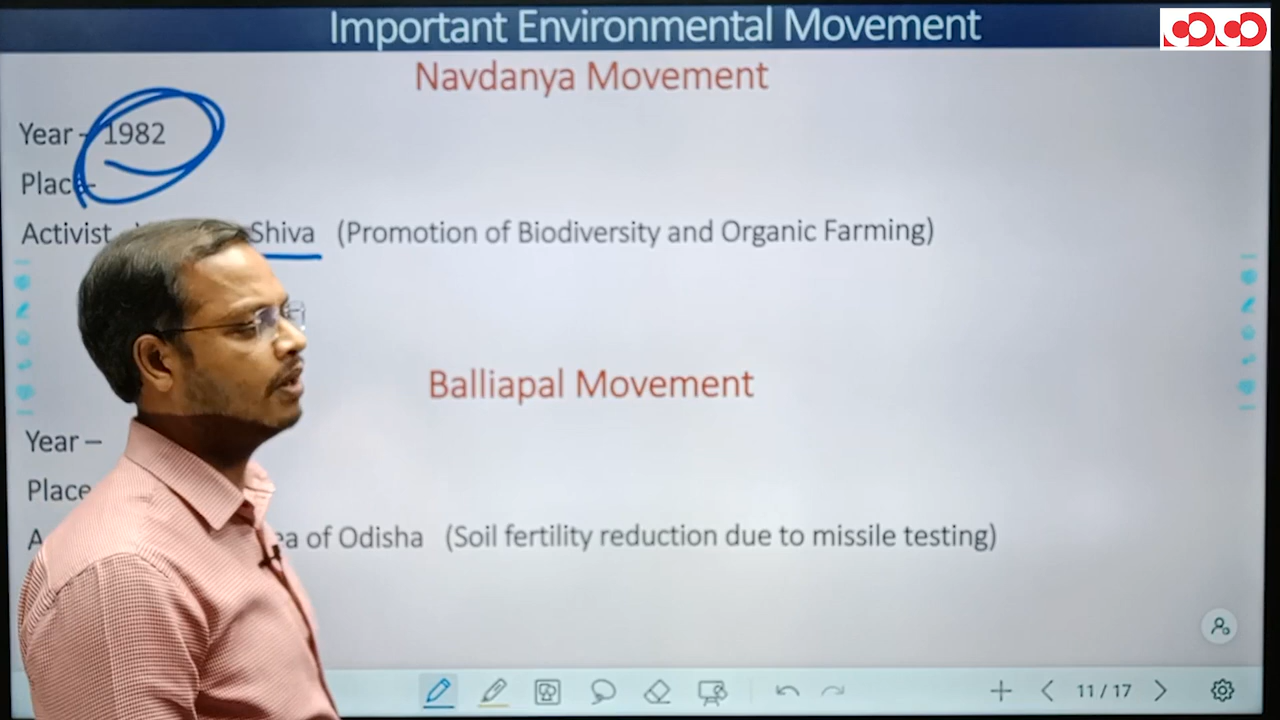 Important Environmental Movement
Navdanya Movement
Year - 1982
Place-
Activist Shiva (Promotion of Biodiversity and Organic Farming)
Balliapal Movement
Year –
Place
of Odisha (Soil fertility reduction due to missile testing)
11 / 17